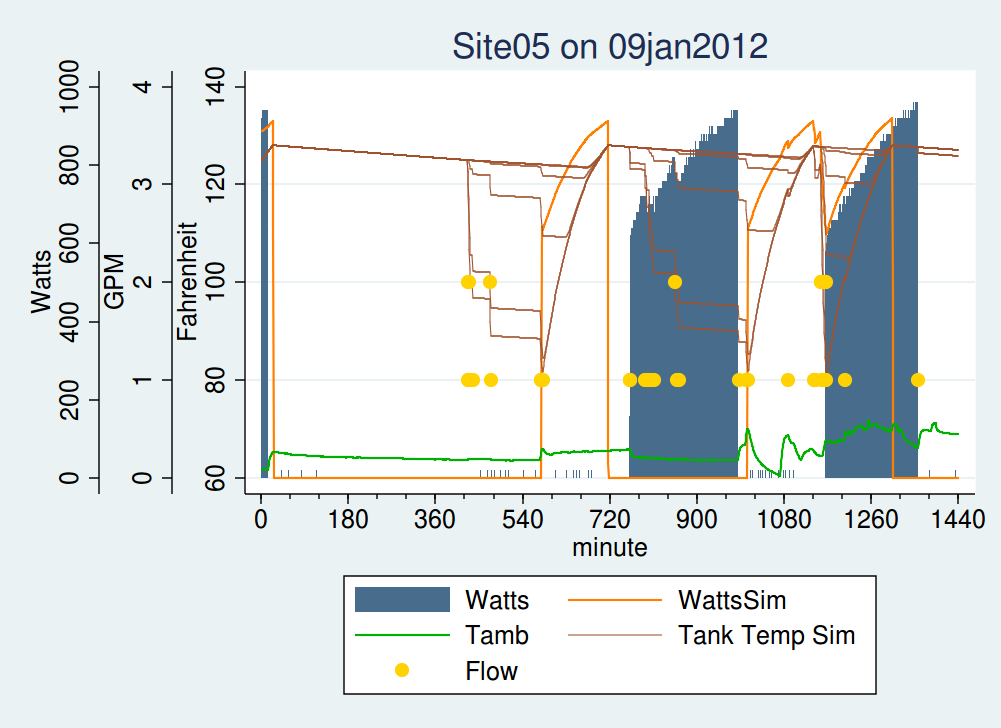 Site05 on 09jan2012
Watts
0 200 400 600 800 1000
GPM
0 1 2 3 4
Fahrenheit
60 80 100 120 140
0 180 360 540 720 900 1080 1260 1440
minute
Watts WattsSim
Tamb Tank Temp Sim
Flow